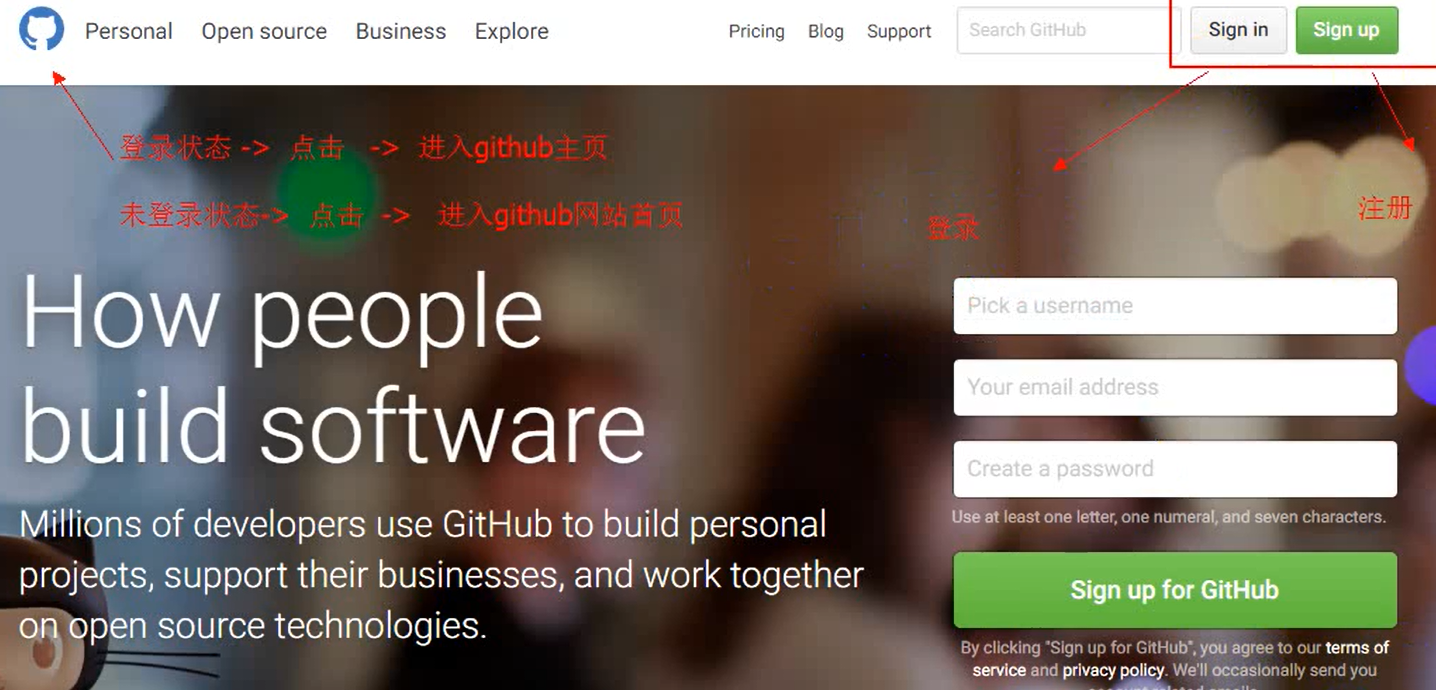 Personal Open source Business Explore Pricing Blog Support Search GitHub Sign in Sign up
登录状态 -> 点击 -> 进入github主页
未登录状态-> 点击 -> 进入github网站首页
登录
注册
How people
build software
Millions of developers use GitHub to build personal
projects, support their businesses, and work together
on open source technologies.
Pick a username
Your email address
Create a password
Use at least one letter, one numeral, and seven characters.
Sign up for GitHub
By clicking "Sign up for GitHub", you agree to our terms of
service and privacy policy. We'll occasionally send you